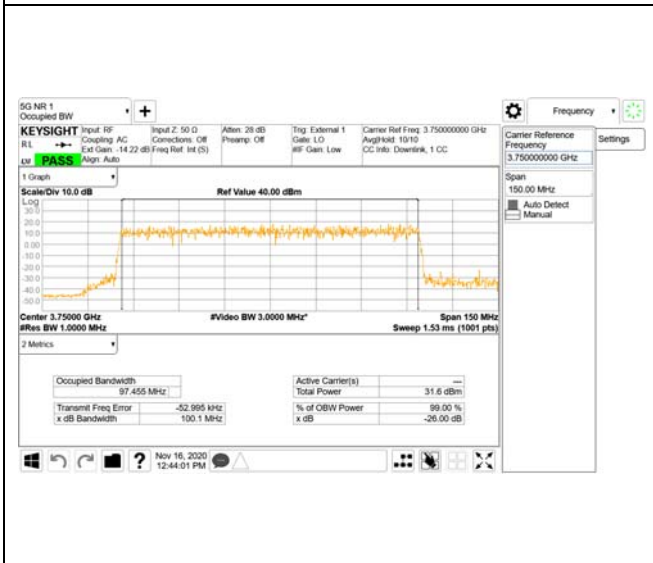 5G NR 1
Occupied BW
Frequency
KEYSIGHT
RL
PASS
Input: RF
Coupling: AC
Ext Gain: -14.22 dB
Align: Auto
Input Z: 50 Ω
Corrections: Off
Freq Ref: Int (S)
Atten: 28 dB
Preamp: Off
Trig: External 1
Gate: LO
#IF Gain: Low
Carrier Ref Freq: 3.750000000 GHz
Avg|Hold: 10/10
CC Info: Downlink, 1 CC
Carrier Reference
Frequency
3.750000000 GHz
Settings
Span
150.00 MHz
Auto Detect
Manual
1 Graph
Scale/Div 10.0 dB
Ref Value 40.00 dBm
Log
30.0
20.0
10.0
0.00
-10.0
-20.0
-30.0
-40.0
-50.0
Center 3.75000 GHz
#Video BW 3.0000 MHz*
Span 150 MHz
#Res BW 1.0000 MHz
Sweep 1.53 ms (1001 pts)
2 Metrics
Occupied Bandwidth
97.455 MHz
Active Carrier(s)
---
Total Power
31.6 dBm
Transmit Freq Error
-52.995 kHz
% of OBW Power
99.00 %
x dB Bandwidth
100.1 MHz
x dB
-26.00 dB
?
Nov 16, 2020
12:44:01 PM